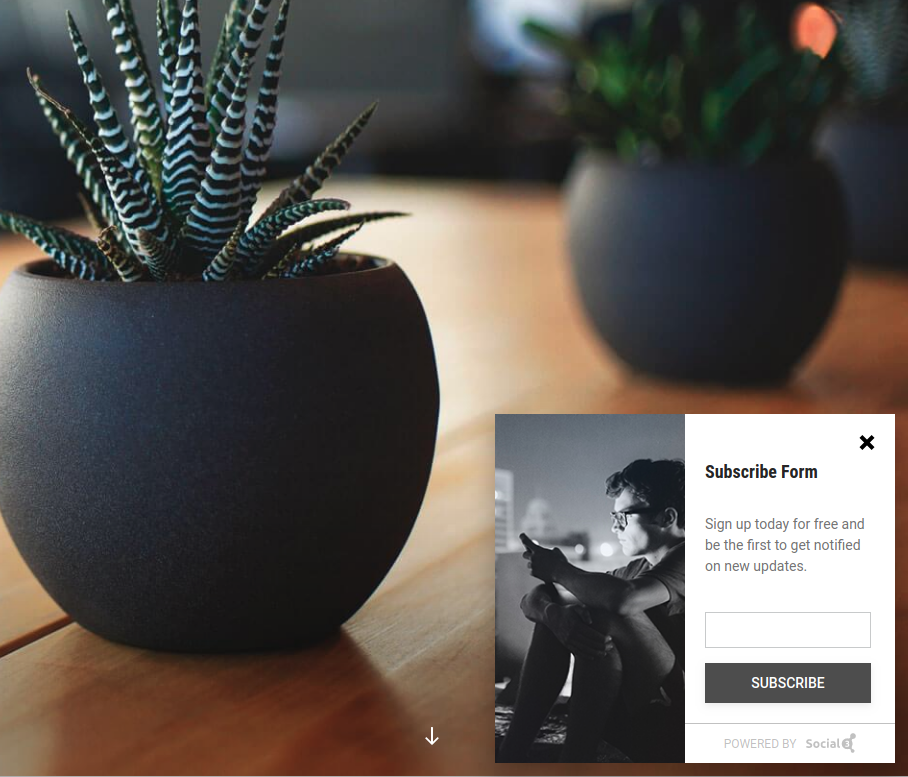 Subscribe Form
Sign up today for free and
be the first to get notified
on new updates.
SUBSCRIBE
POWERED BY Social3